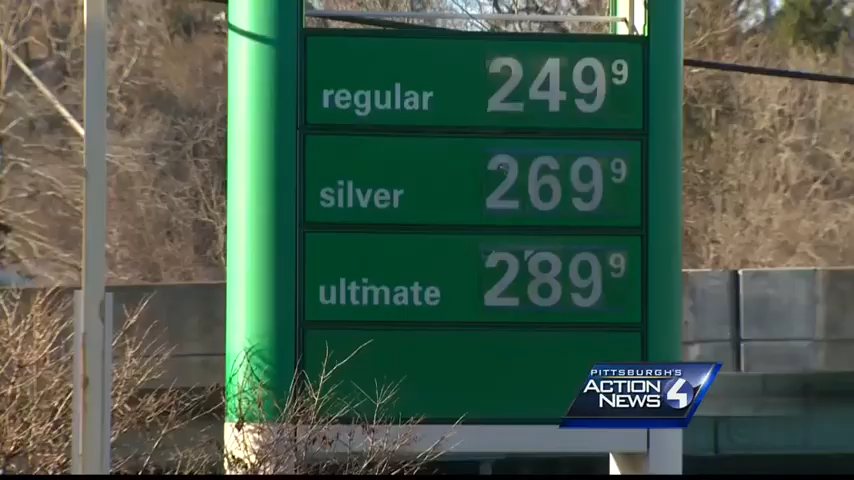 regular 249 9
silver 269 9
ultimate 289 9
PITTSBURGH'S
ACTION
NEWS 4